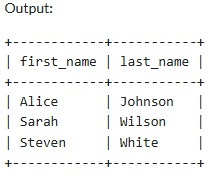 Output:
+------------+-----------+
| first_name | last_name |
+------------+-----------+
| Alice      | Johnson   |
| Sarah      | Wilson    |
| Steven     | White     |
+------------+-----------+